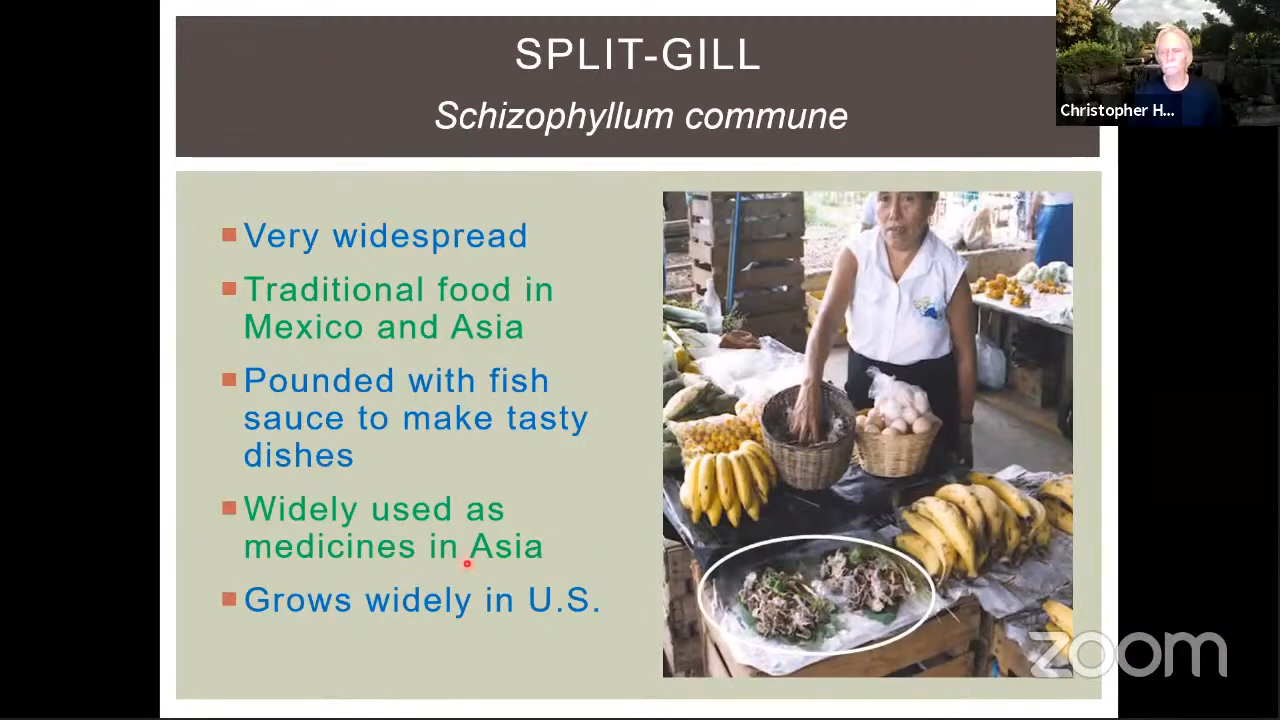 SPLIT-GILL
Schizophyllum commune
Christopher H...
Very widespread
Traditional food in
Mexico and Asia
Pounded with fish
sauce to make tasty
dishes
Widely used as
medicines in Asia
Grows widely in U.S.
zoom